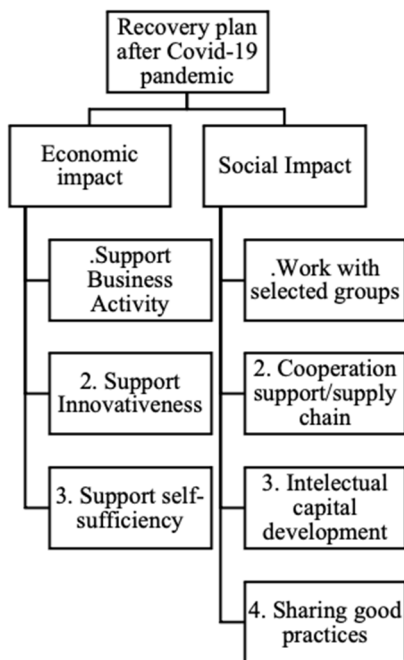 Recovery plan
after Covid-19
pandemic
Economic
impact
.Support
Business
Activity
2. Support
Innovativeness
3. Support self-
sufficiency
Social Impact
.Work with
selected groups
2. Cooperation
support/supply
chain
3. Intelectual
capital
development
4. Sharing good
practices